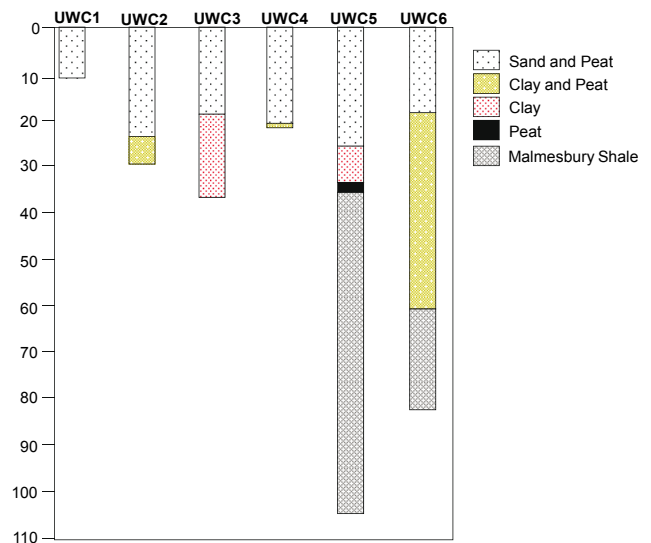 UWC1 UWC2 UWC3 UWC4 UWC5 UWC6
0
10
20
30
40
50
60
70
80
90
100
110
Sand and Peat
Clay and Peat
Clay
Peat
Malmesbury Shale